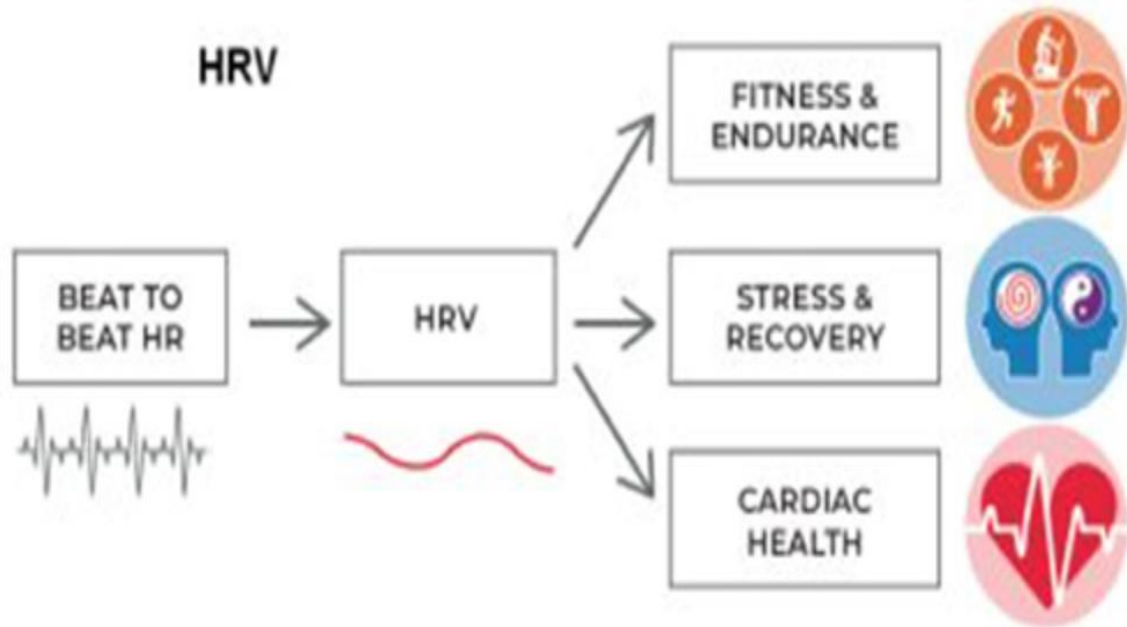 HRV
BEAT TO
BEAT HR
HRV
FITNESS &
ENDURANCE
STRESS &
RECOVERY
CARDIAC
HEALTH